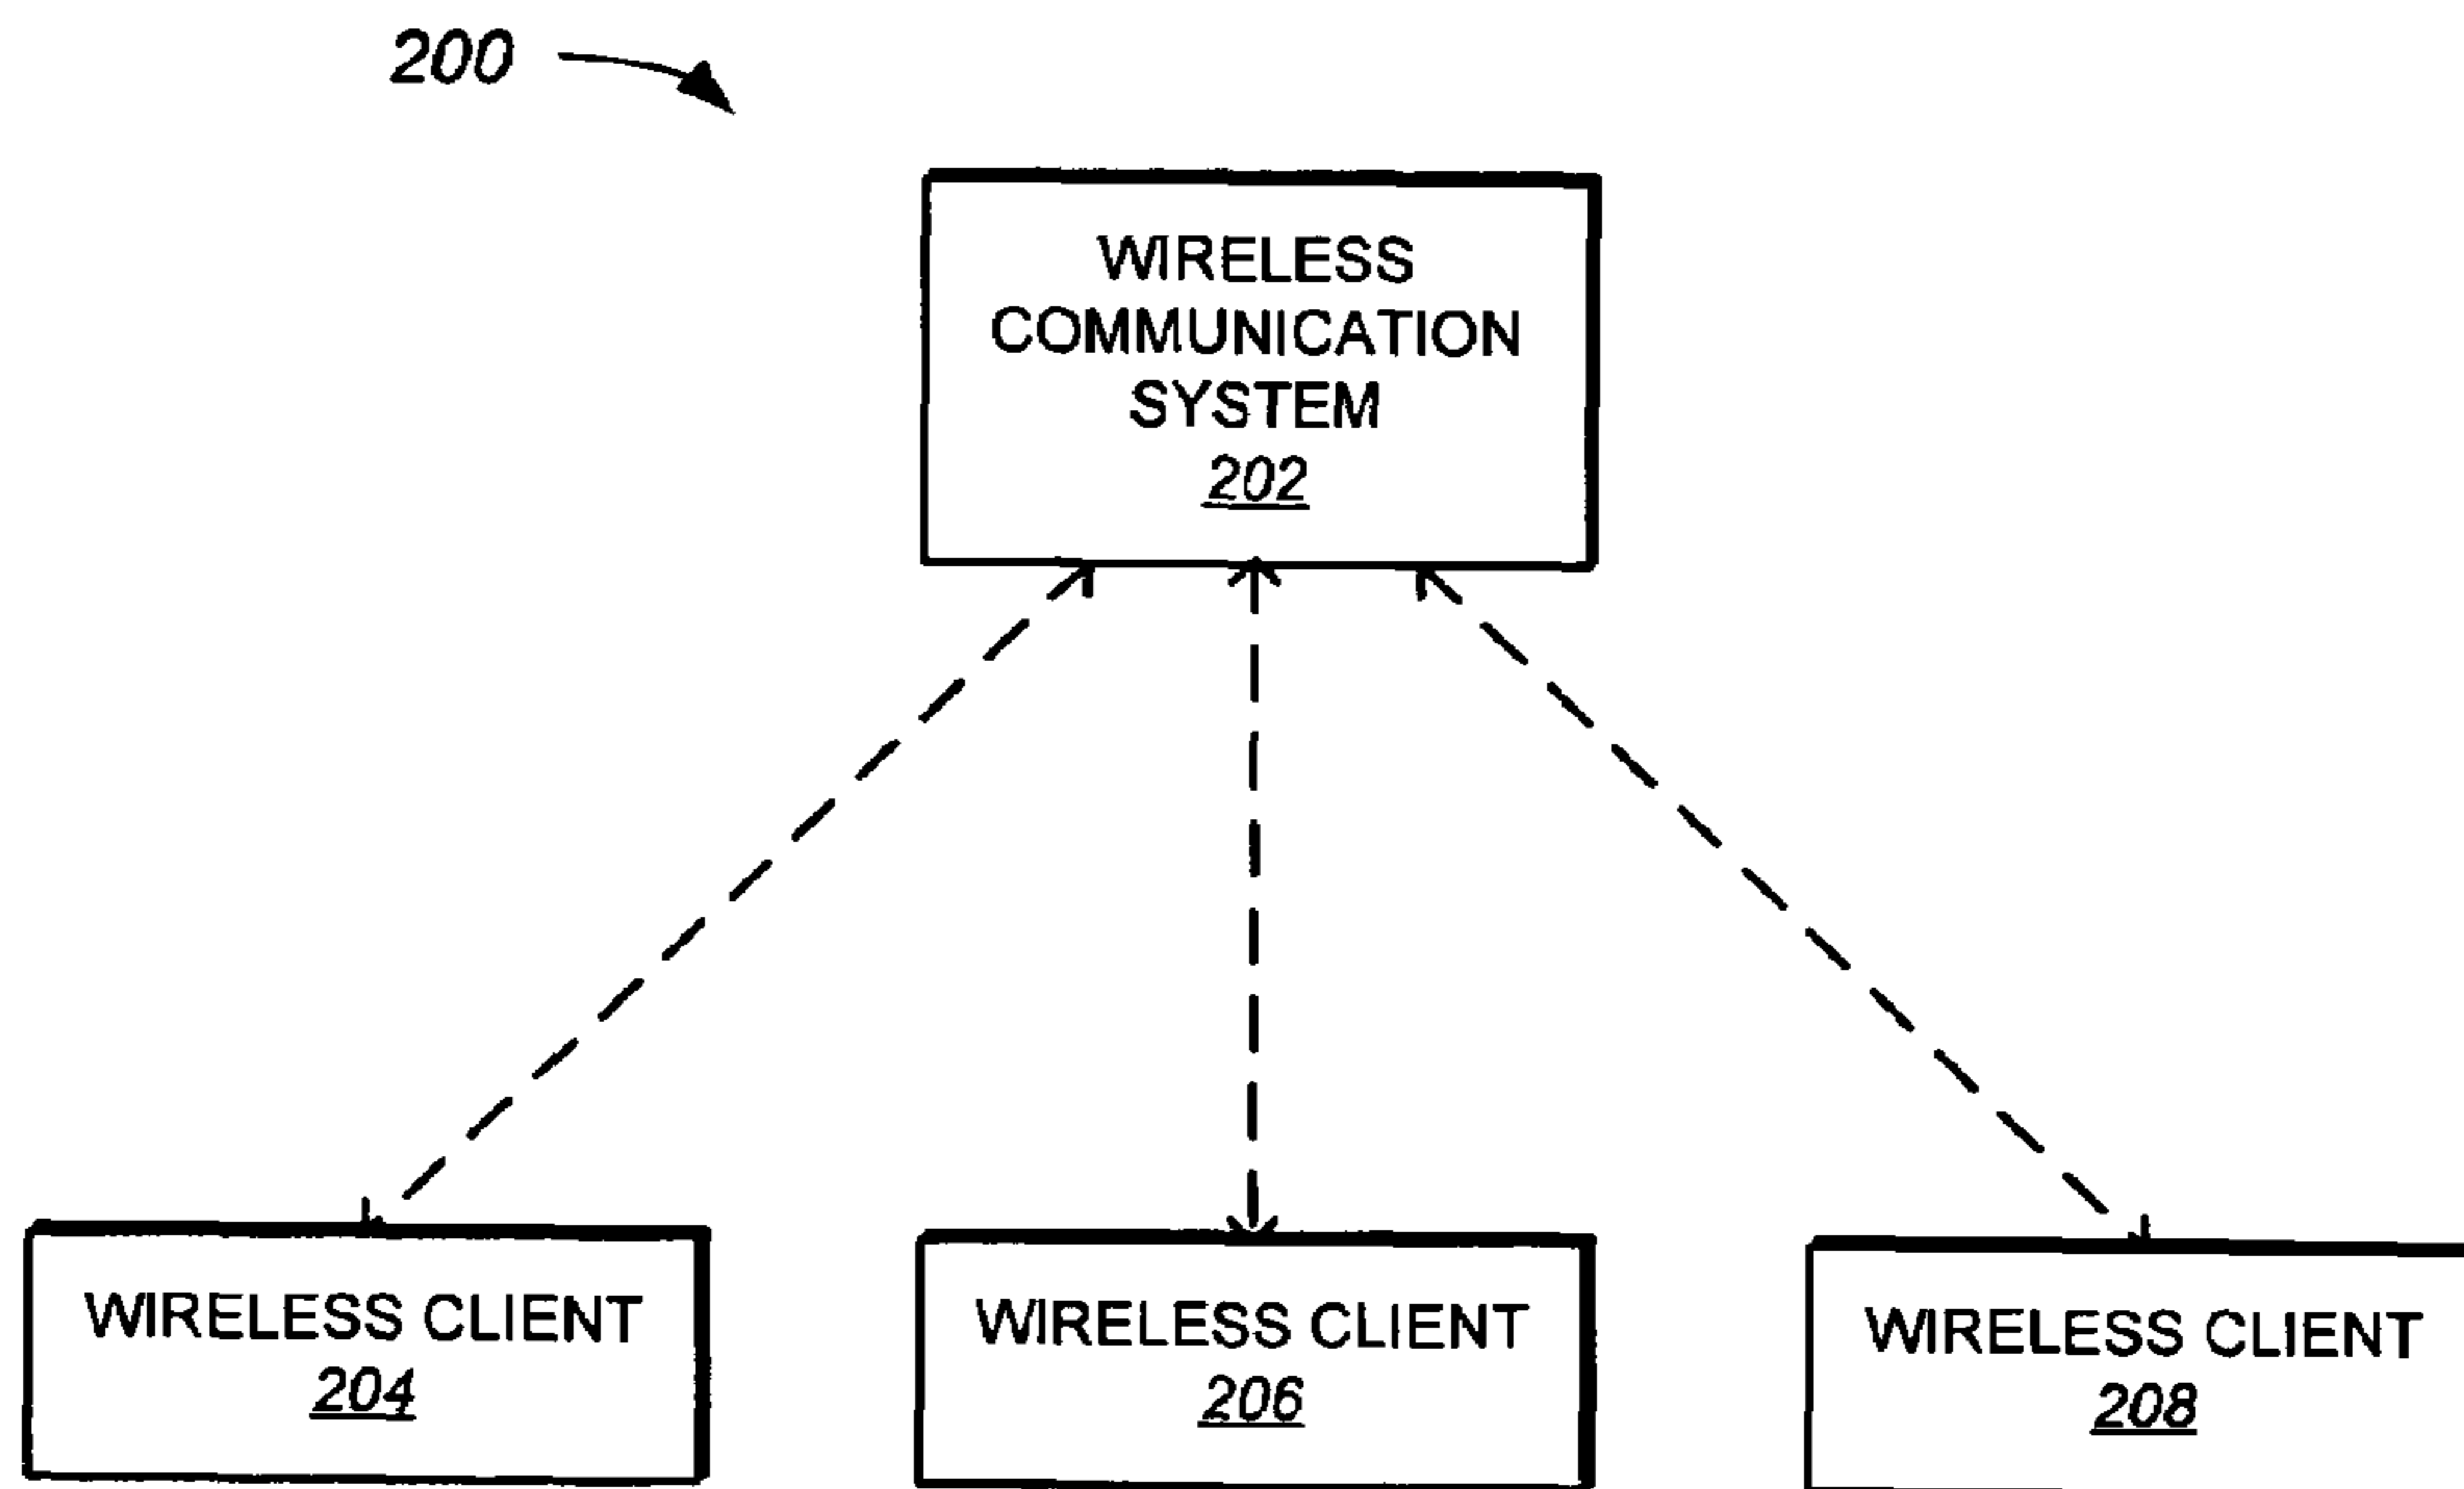 200
WIRELESS
COMMUNICATION
SYSTEM
202
WIRELESS CLIENT
204
WIRELESS CLIENT
206
WIRELESS CLIENT
208